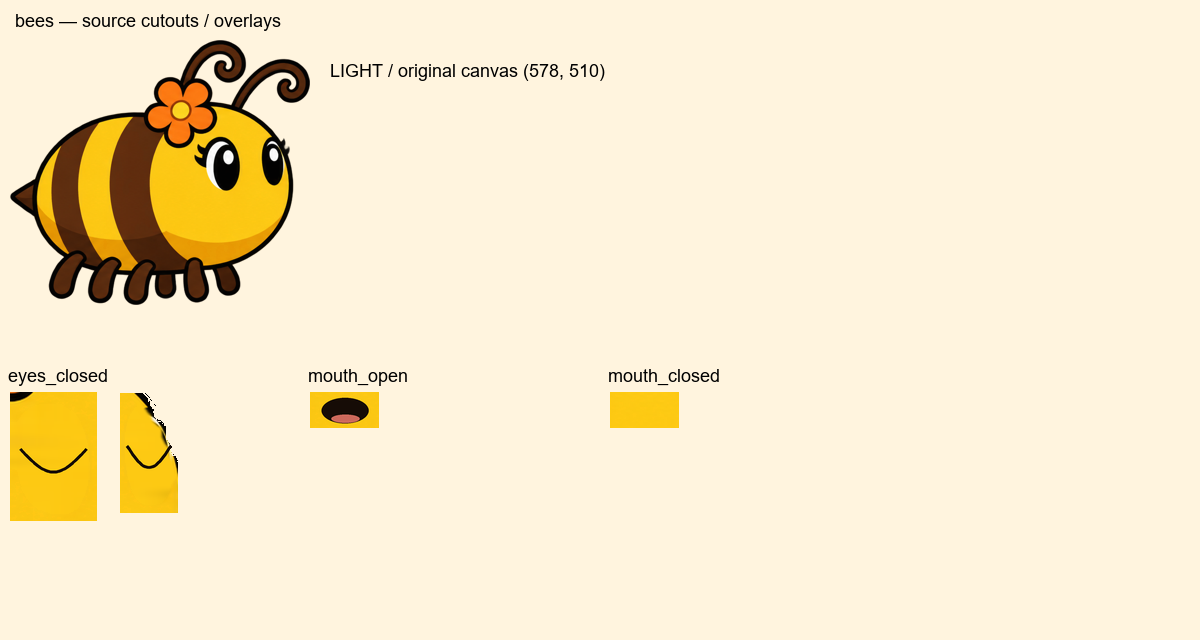 bees — source cutouts / overlays
LIGHT / original canvas (578, 510)
eyes_closed
mouth_open
mouth_closed